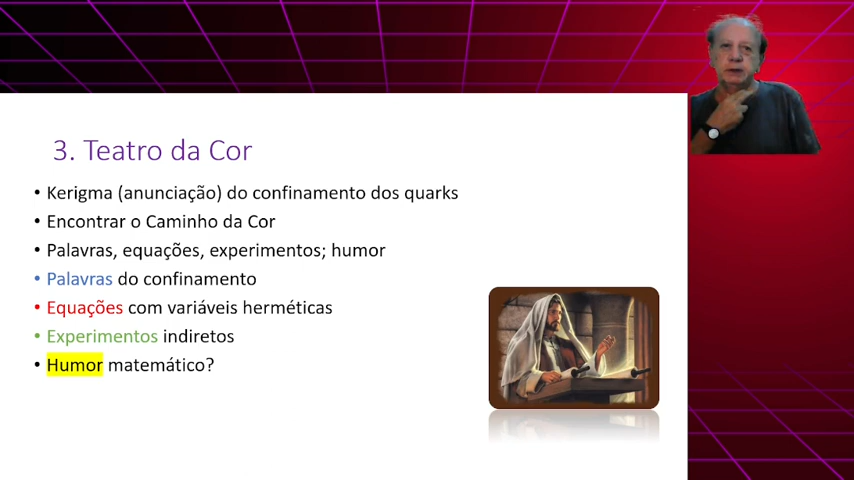 3. Teatro da Cor
• Kerigma (anunciação) do confinamento dos quarks
• Encontrar o Caminho da Cor
• Palavras, equações, experimentos; humor
• Palavras do confinamento
• Equações com variáveis herméticas
• Experimentos indiretos
• Humor matemático?